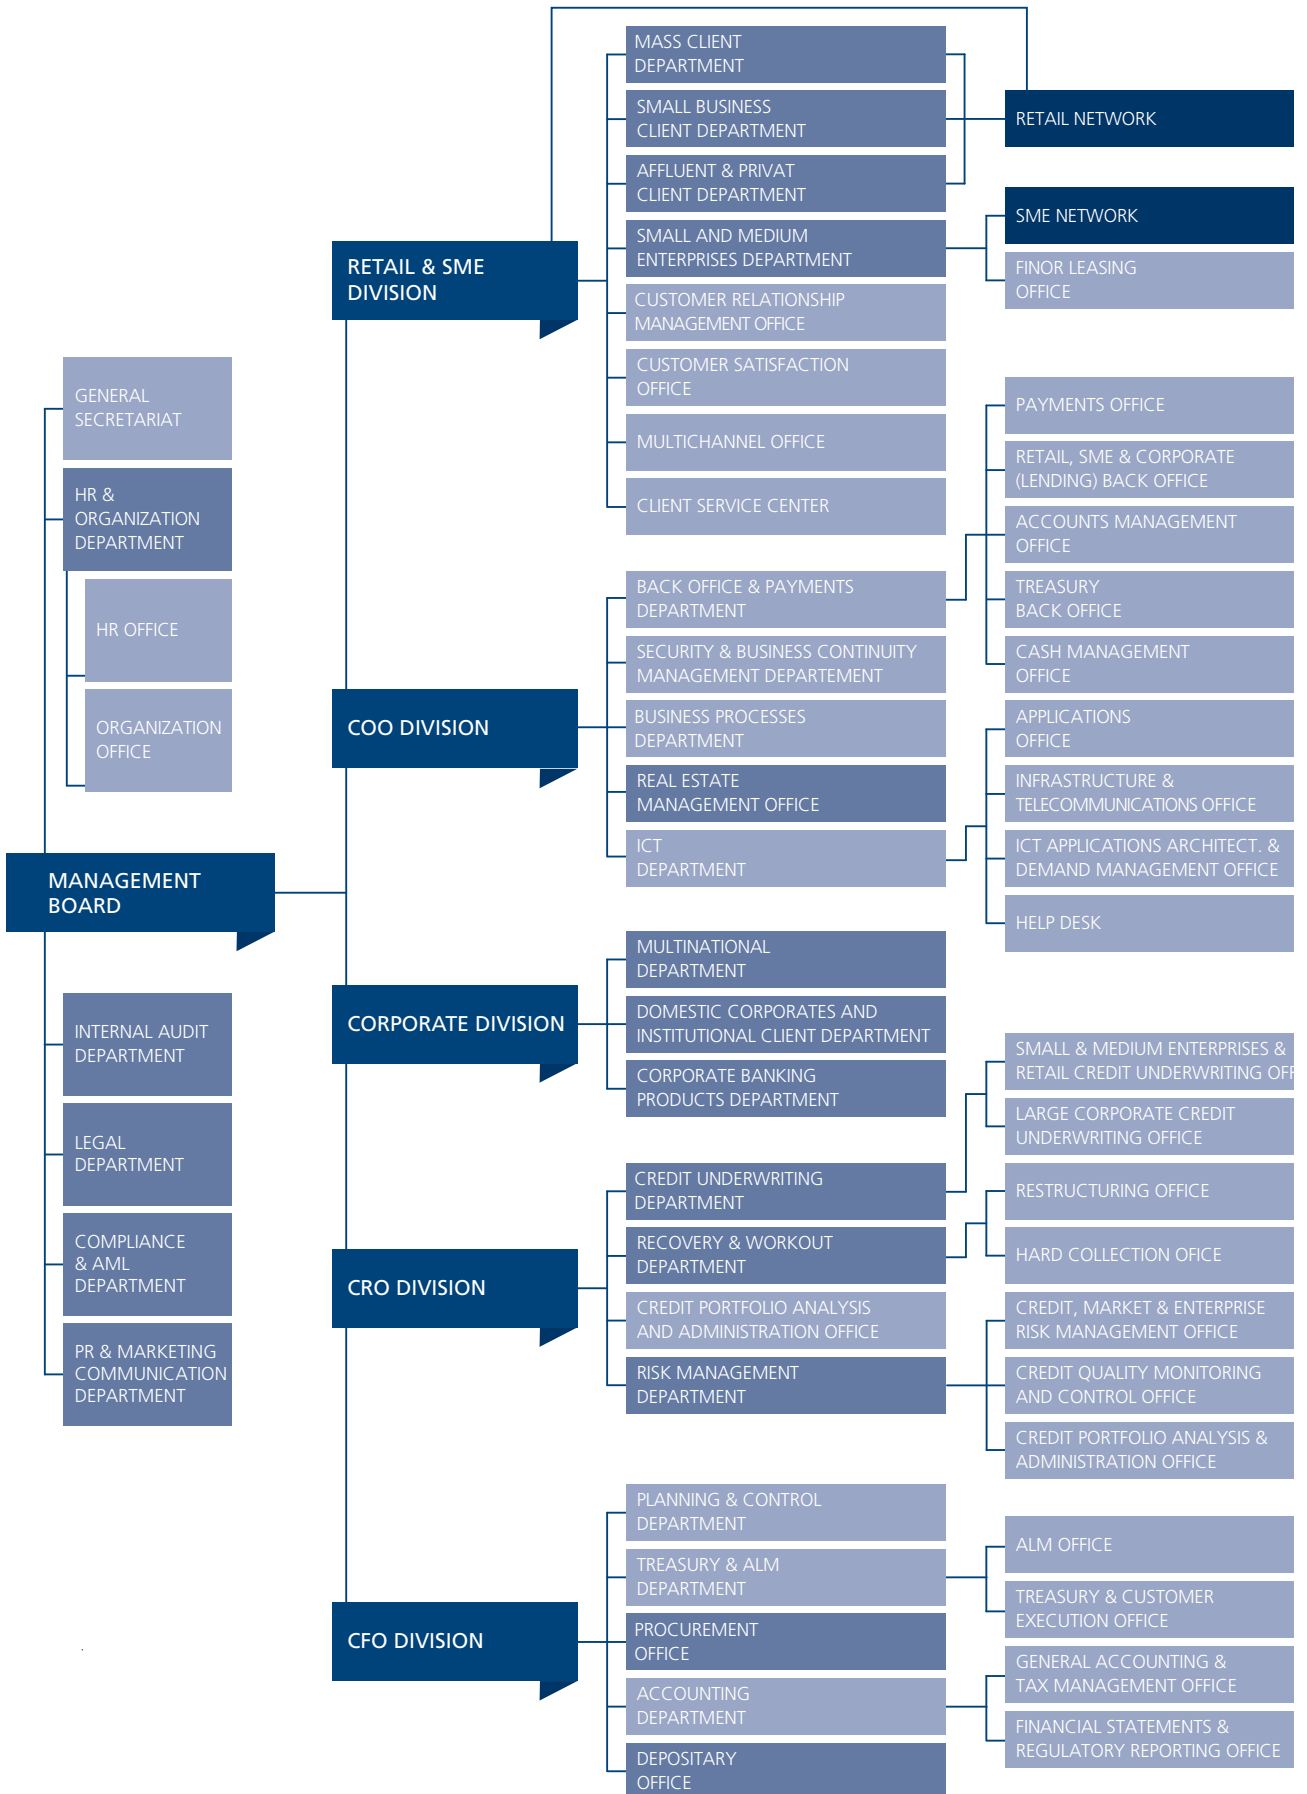 GENERAL
SECRETARIAT
HR &
ORGANIZATION
DEPARTMENT
HR OFFICE
ORGANIZATION
OFFICE
MANAGEMENT
BOARD
INTERNAL AUDIT
DEPARTMENT
LEGAL
DEPARTMENT
COMPLIANCE
& AML
DEPARTMENT
PR & MARKETING
COMMUNICATION
DEPARTMENT
RETAIL & SME
DIVISION
COO DIVISION
CORPORATE DIVISION
CRO DIVISION
CFO DIVISION
MASS CLIENT
DEPARTMENT
SMALL BUSINESS
CLIENT DEPARTMENT
AFFLUENT & PRIVAT
CLIENT DEPARTMENT
SMALL AND MEDIUM
ENTERPRISES DEPARTMENT
CUSTOMER RELATIONSHIP
MANAGEMENT OFFICE
CUSTOMER SATISFACTION
OFFICE
MULTICHANNEL OFFICE
CLIENT SERVICE CENTER
BACK OFFICE & PAYMENTS
DEPARTMENT
SECURITY & BUSINESS CONTINUITY
MANAGEMENT DEPARTEMENT
BUSINESS PROCESSES
DEPARTMENT
REAL ESTATE
MANAGEMENT OFFICE
ICT
DEPARTMENT
MULTINATIONAL
DEPARTMENT
DOMESTIC CORPORATES AND
INSTITUTIONAL CLIENT DEPARTMENT
CORPORATE BANKING
PRODUCTS DEPARTMENT
CREDIT UNDERWRITING
DEPARTMENT
RECOVERY & WORKOUT
DEPARTMENT
CREDIT PORTFOLIO ANALYSIS
AND ADMINISTRATION OFFICE
RISK MANAGEMENT
DEPARTMENT
PLANNING & CONTROL
DEPARTMENT
TREASURY & ALM
DEPARTMENT
PROCUREMENT
OFFICE
ACCOUNTING
DEPARTMENT
DEPOSITARY
OFFICE
RETAIL NETWORK
SME NETWORK
FINOR LEASING
OFFICE
PAYMENTS OFFICE
RETAIL, SME & CORPORATE
(LENDING) BACK OFFICE
ACCOUNTS MANAGEMENT
OFFICE
TREASURY
BACK OFFICE
CASH MANAGEMENT
OFFICE
APPLICATIONS
OFFICE
INFRASTRUCTURE &
TELECOMMUNICATIONS OFFICE
ICT APPLICATIONS ARCHITECT. &
DEMAND MANAGEMENT OFFICE
HELP DESK
SMALL & MEDIUM ENTERPRISES &
RETAIL CREDIT UNDERWRITING
LARGE CORPORATE CREDIT
UNDERWRITING OFFICE
RESTRUCTURING OFFICE
HARD COLLECTION OFICE
CREDIT, MARKET & ENTERPRISE
RISK MANAGEMENT OFFICE
CREDIT QUALITY MONITORING
AND CONTROL OFFICE
CREDIT PORTFOLIO ANALYSIS &
ADMINISTRATION OFFICE
ALM OFFICE
TREASURY & CUSTOMER
EXECUTION OFFICE
GENERAL ACCOUNTING &
TAX MANAGEMENT OFFICE
FINANCIAL STATEMENTS &
REGULATORY REPORTING OFFICE